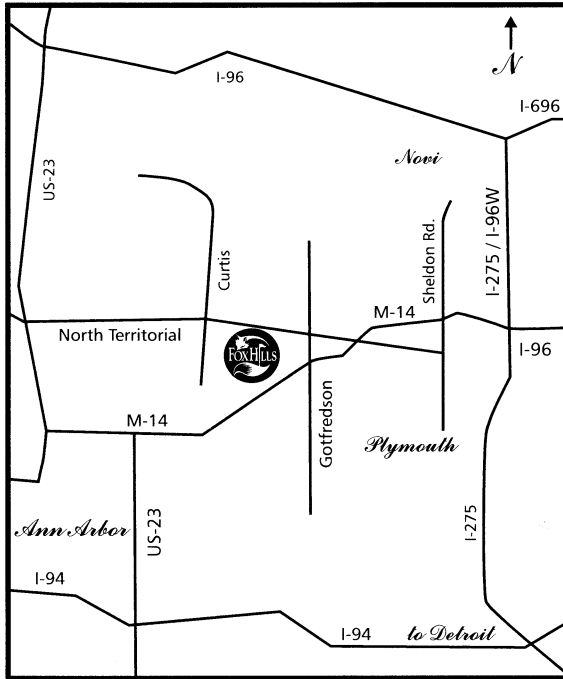 N
I-96
I-696
Novi
US-23
I-275 / I-96W
Sheldon Rd.
Curtis
M-14
North Territorial
FOX HILLS
I-96
Gotfredson
M-14
Plymouth
Ann Arbor
US-23
I-275
I-94
I-94
to Detroit